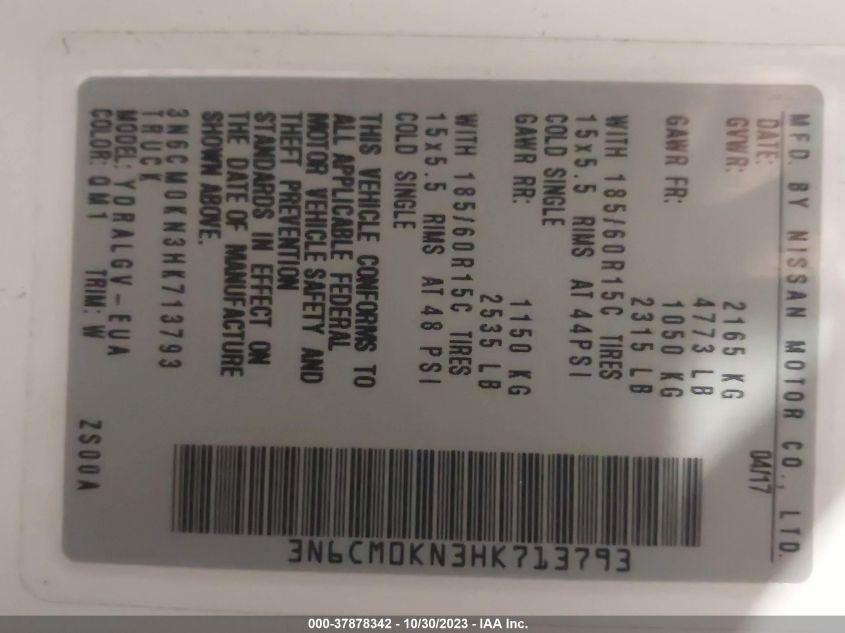 MFD. BY NISSAN MOTOR CO., LTD.
DATE: 04/17
GVWR: 2165 KG
4773 LB
GAWR FR: 1050 KG
2315 LB
WITH 185/60R15C TIRES
15x5.5 RIMS AT 44PSI
COLD SINGLE
GAWR RR: 1150 KG
2535 LB
WITH 185/60R15C TIRES
15x5.5 RIMS AT 48 PSI
COLD SINGLE
THIS VEHICLE CONFORMS TO
ALL APPLICABLE FEDERAL
MOTOR VEHICLE SAFETY AND
THEFT PREVENTION
STANDARDS IN EFFECT ON
THE DATE OF MANUFACTURE
SHOWN ABOVE.
3N6CM0KN3HK713793
TRUCK
MODEL: YDRALGV-EUA
COLOR: QM1 TRIM: W ZS00A
3N6CM0KN3HK713793
000-37878342 - 10/30/2023 - IAA Inc.